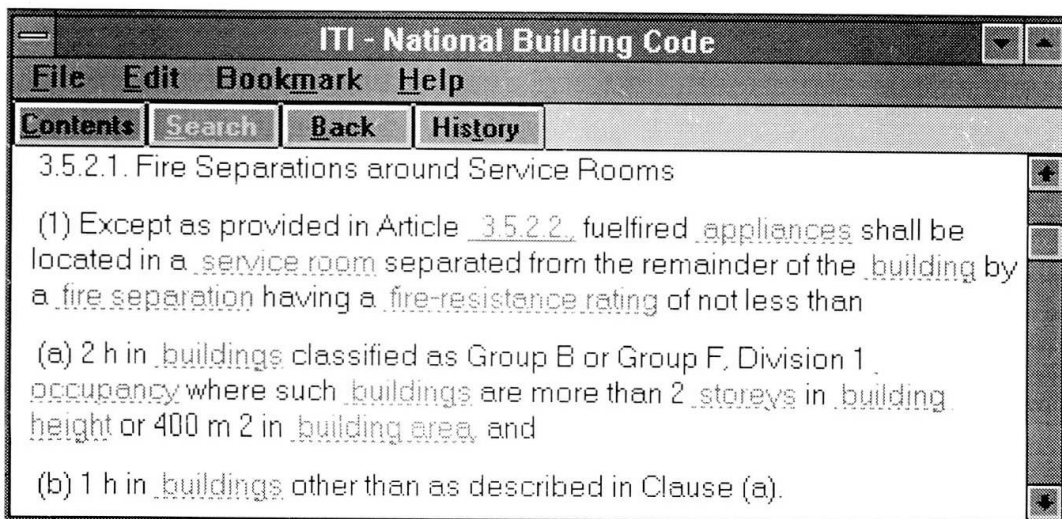 ITI - National Building Code
File Edit Bookmark Help
Contents Search Back History
3.5.2.1. Fire Separations around Service Rooms
(1) Except as provided in Article 3.5.2.2., fuelfired appliances shall be
located in a service room separated from the remainder of the building by
a fire separation having a fire-resistance rating of not less than
(a) 2 h in buildings classified as Group B or Group F, Division 1
occupancy where such buildings are more than 2 storeys in building
height or 400 m 2 in building area, and
(b) 1 h in buildings other than as described in Clause (a).